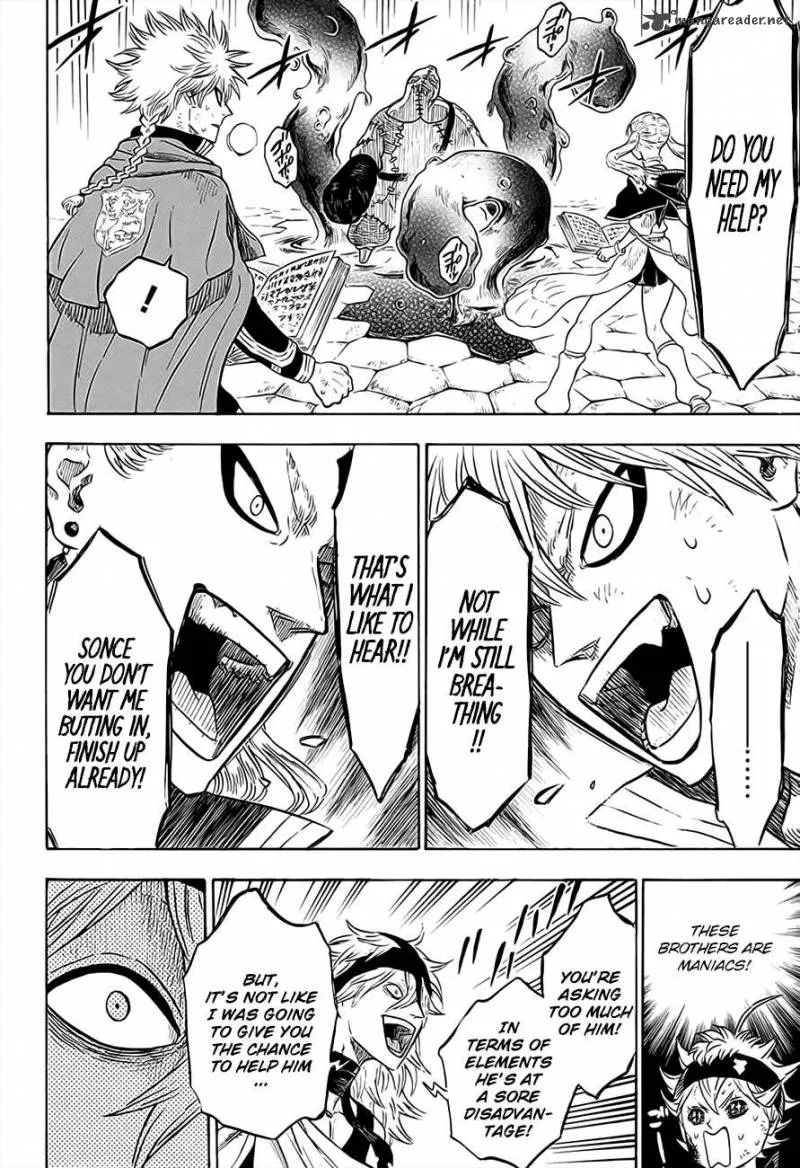 mangareader.net
DO YOU
NEED MY
HELP?
!
.........
NOT
WHILE
I'M STILL
BREA-
THING
!!
THAT'S
WHAT I
LIKE TO
HEAR!!
SONCE
YOU DON'T
WANT ME
BUTTING IN,
FINISH UP
ALREADY!
THESE
BROTHERS ARE
MANIACS!
YOU'RE
ASKING
TOO MUCH
OF HIM!
IN
TERMS OF
ELEMENTS
HE'S AT
A SORE
DISADVAN-
TAGE!
BUT,
IT'S NOT LIKE
I WAS
GOING TO
GIVE YOU
THE CHANCE
TO HELP HIM
...